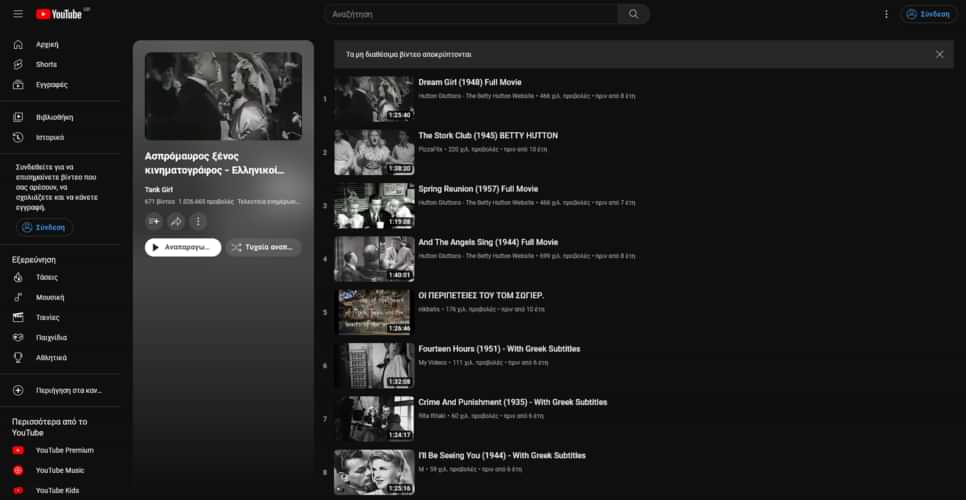 YouTube GR
Αναζήτηση
Σύνδεση
Αρχική
Shorts
Εγγραφές
Βιβλιοθήκη
Ιστορικό
Συνδεθείτε για να
επισημαίνετε βίντεο που
σας αρέσουν, να
σχολιάζετε και να κάνετε
εγγραφή.
Σύνδεση
Εξερεύνηση
Τάσεις
Μουσική
Ταινίες
Παιχνίδια
Αθλητικά
Περιήγηση στα καν...
Περισσότερα από το
YouTube
YouTube Premium
YouTube Music
YouTube Kids
Ασπρόμαυρος ξένος
κινηματογράφος - Ελληνικοί...
Tank Girl
671 βίντεο 1.026.665 προβολές Τελευταία ενημέρωσ...
Αναπαραγω...
Τυχαία αναπ...
Τα μη διαθέσιμα βίντεο αποκρύπτονται
1
1:25:40
Dream Girl (1948) Full Movie
Hutton Gluttons - The Betty Hutton Website • 466 χιλ. προβολές • πριν από 8 έτη
2
1:38:30
The Stork Club (1945) BETTY HUTTON
PizzaFlix • 220 χιλ. προβολές • πριν από 10 έτη
3
1:19:08
Spring Reunion (1957) Full Movie
Hutton Gluttons - The Betty Hutton Website • 466 χιλ. προβολές • πριν από 7 έτη
4
1:40:01
And The Angels Sing (1944) Full Movie
Hutton Gluttons - The Betty Hutton Website • 699 χιλ. προβολές • πριν από 8 έτη
5
1:26:46
ΟΙ ΠΕΡΙΠΕΤΕΙΕΣ ΤΟΥ ΤΟΜ ΣΩΓΙΕΡ.
nikbatis • 176 χιλ. προβολές • πριν από 10 έτη
6
1:32:08
Fourteen Hours (1951) - With Greek Subtitles
My Videos • 111 χιλ. προβολές • πριν από 6 έτη
7
1:24:17
Crime And Punishment (1935) - With Greek Subtitles
Rita Ritaki • 60 χιλ. προβολές • πριν από 6 έτη
8
1:25:16
I'll Be Seeing You (1944) - With Greek Subtitles
M • 59 χιλ. προβολές • πριν από 6 έτη